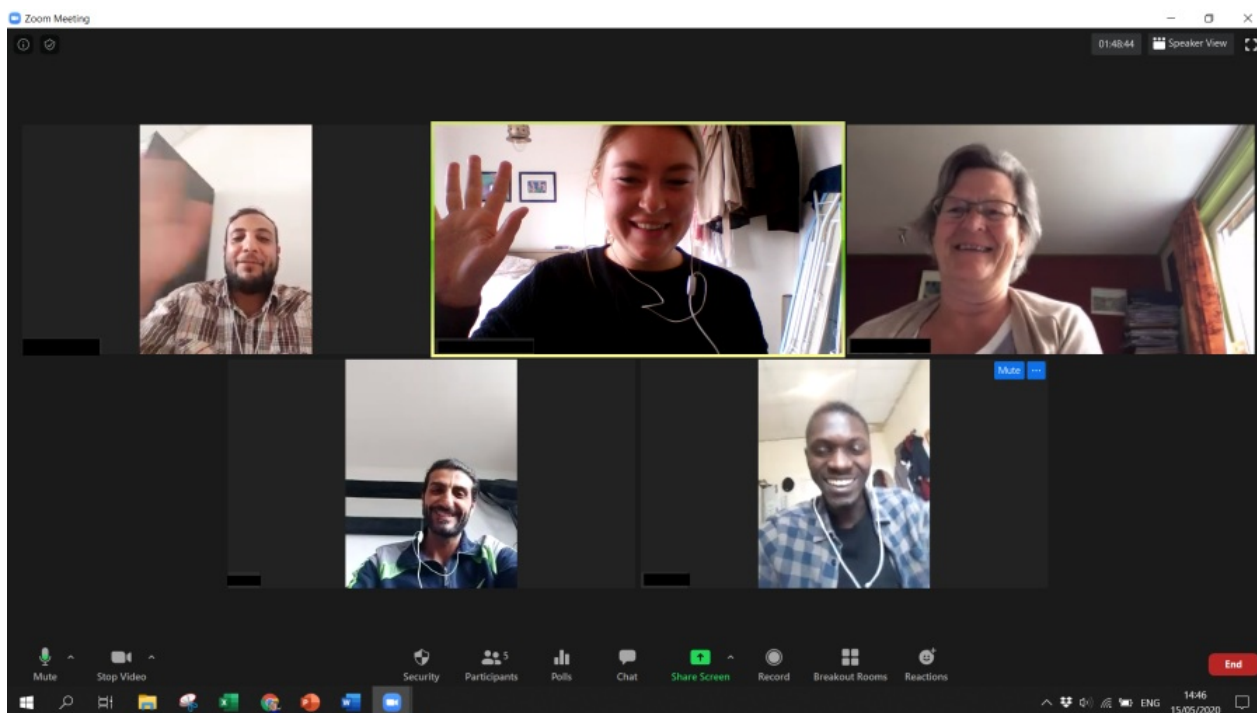 Zoom Meeting
01:48:44 Speaker View
Mute ...
Mute
Stop Video
Security
Participants 5
Polls
Chat
Share Screen
Record
Breakout Rooms
Reactions
End
ENG
14:46
15/05/2020